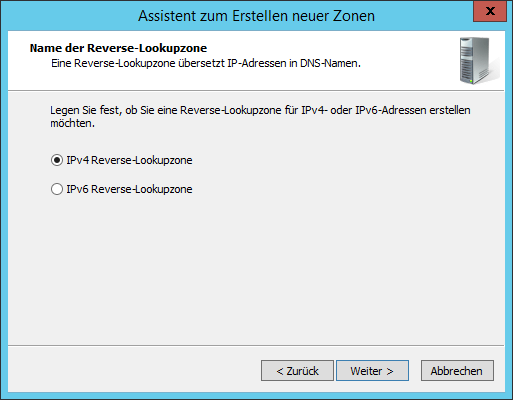 Assistent zum Erstellen neuer Zonen
X
Name der Reverse-Lookupzone
Eine Reverse-Lookupzone übersetzt IP-Adressen in DNS-Namen.
Legen Sie fest, ob Sie eine Reverse-Lookupzone für IPv4- oder IPv6-Adressen erstellen
möchten.
IPv4 Reverse-Lookupzone
IPv6 Reverse-Lookupzone
< Zurück
Weiter >
Abbrechen